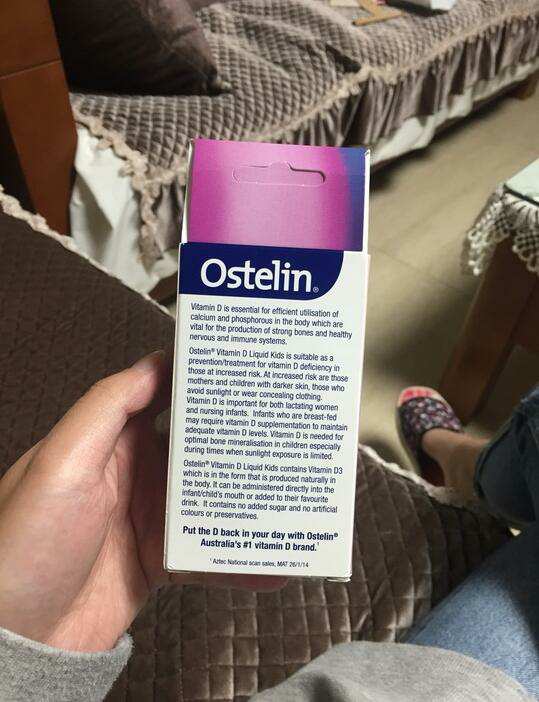 Ostelin®
Vitamin D is essential for efficient utilisation of
calcium and phosphorous in the body which are
vital for the production of strong bones and healthy
nervous and immune systems.
Ostelin® Vitamin D Liquid Kids is suitable as a
prevention/treatment for vitamin D deficiency in
those at increased risk. At increased risk are those
mothers and children with darker skin, those who
avoid sunlight or wear concealing clothing.
Vitamin D is important for both lactating women
and nursing infants. Infants who are breast-fed
may require vitamin D supplementation to maintain
adequate vitamin D levels. Vitamin D is needed for
optimal bone mineralisation in children especially
during times when sunlight exposure is limited.
Ostelin® Vitamin D Liquid Kids contains Vitamin D3
which is in the form that is produced naturally in
the body. It can be administered directly into the
infant/child's mouth or added to their favourite
drink. It contains no added sugar and no artificial
colours or preservatives.
Put the D back in your day with Ostelin®
Australia's #1 vitamin D brand.¹
¹ Aztec National scan sales, MAT 26/1/14